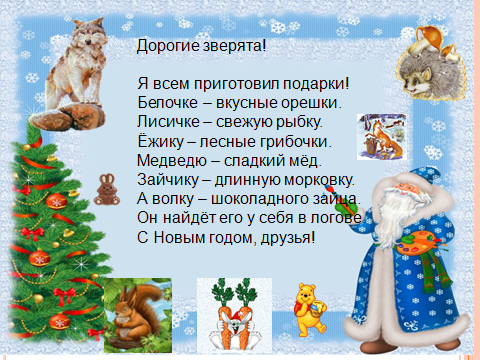 Дорогие зверята!
Я всем приготовил подарки!
Белочке – вкусные орешки.
Лисичке – свежую рыбку.
Ёжику – лесные грибочки.
Медведю – сладкий мёд.
Зайчику – длинную морковку.
А волку – шоколадного зайца.
Он найдёт его у себя в логове
С Новым годом, друзья!